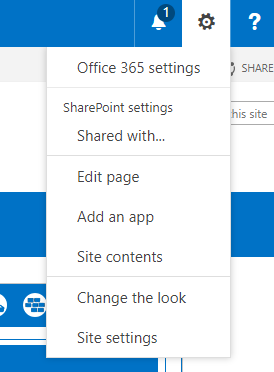 1
?
Office 365 settings
SHARE
SharePoint settings
this site
Shared with...
Edit page
Add an app
Site contents
Change the look
Site settings